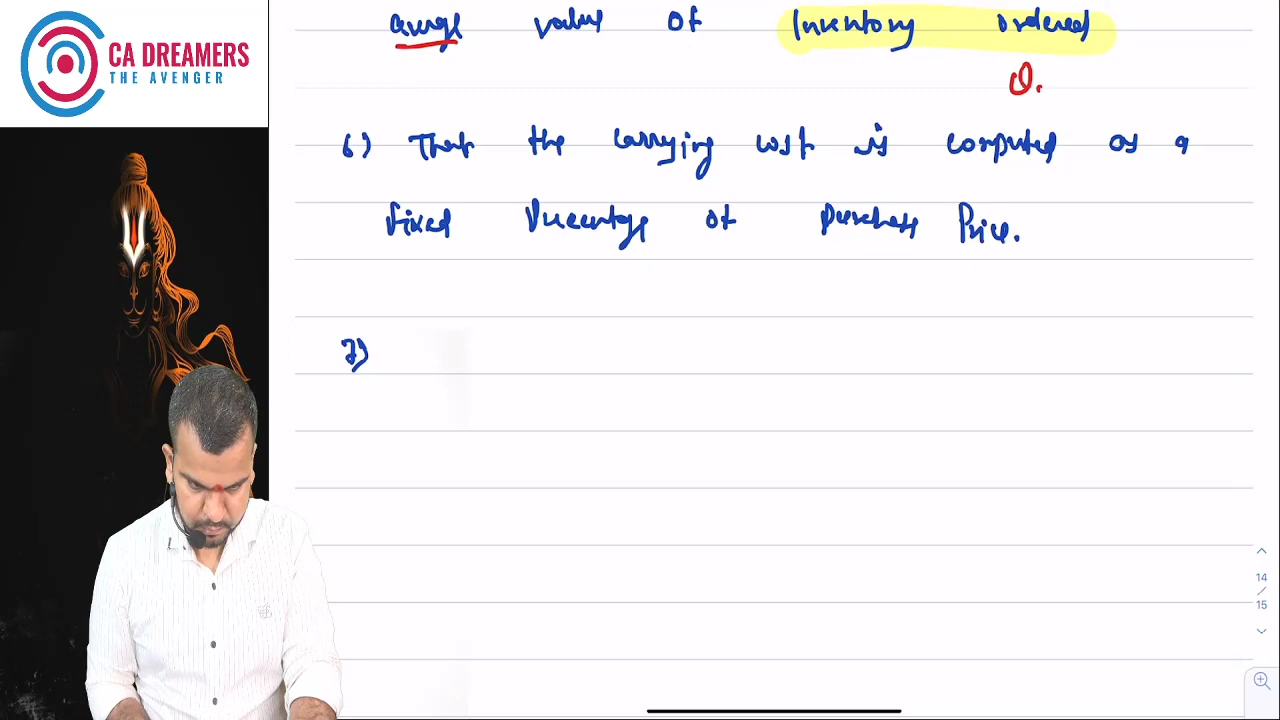 CA DREAMERS
THE AVENGER
average value of Inventory ordered
Q.
6) That the carrying cost is computed as a
fixed Percentage of Purchase Price.
7)
14
/
15